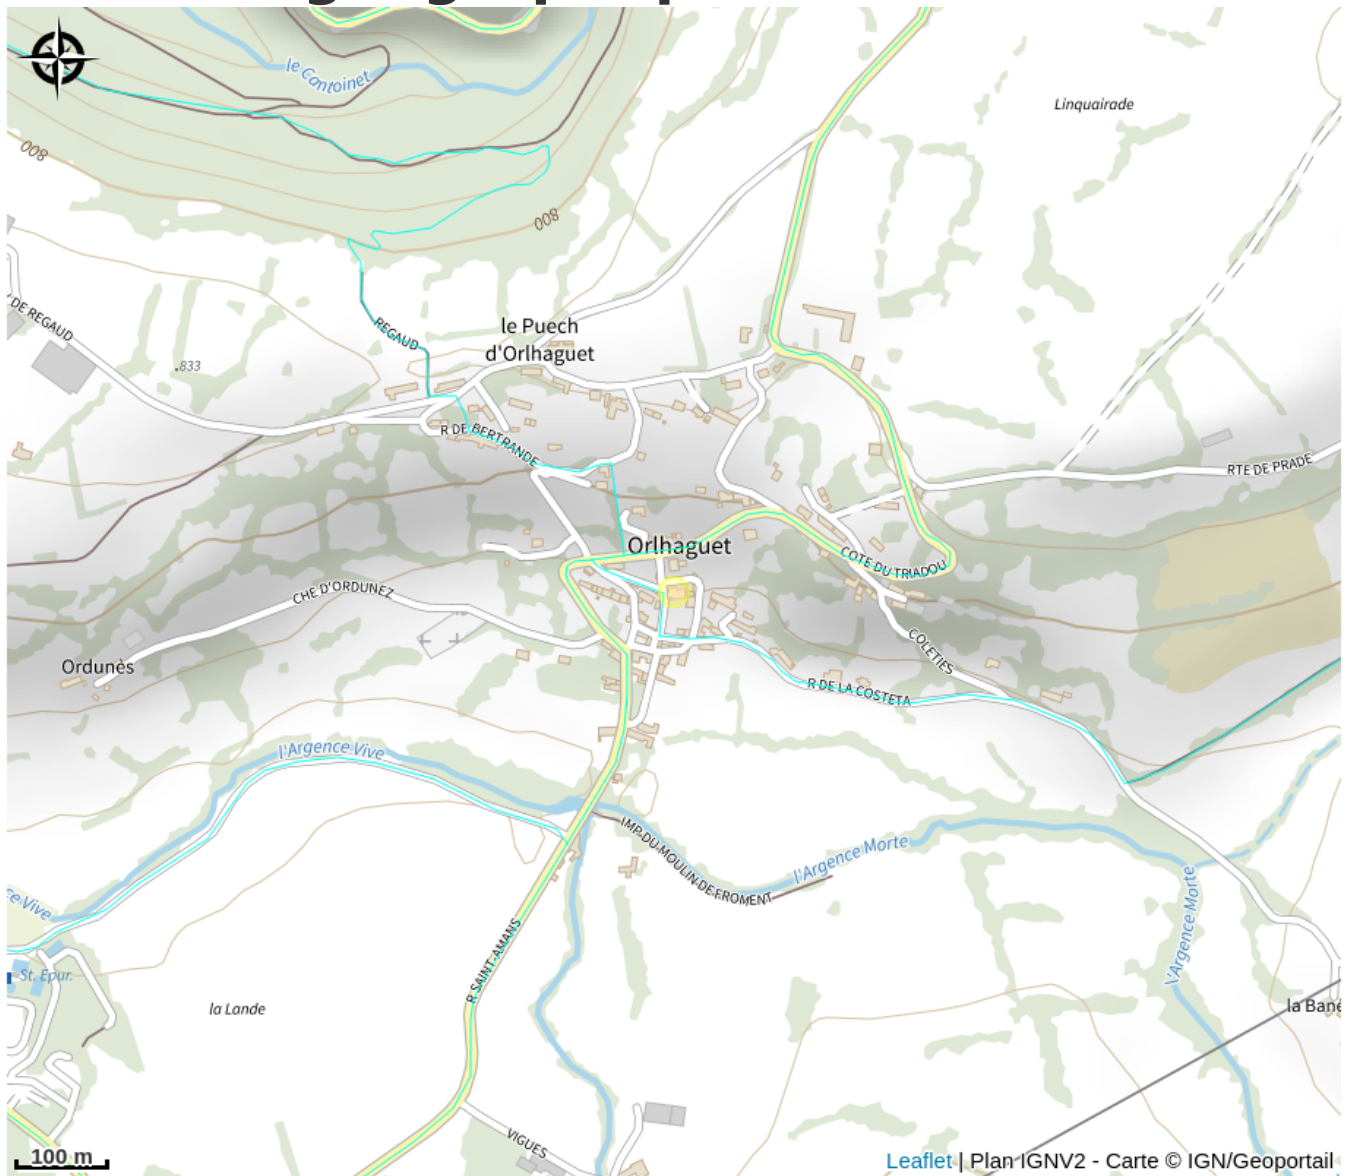 le Cantoinet
Linquairade
800
800
DE REGAUD
REGAUD
le Puech
d'Orlhaguet
.833
R DE BERTRANDE
RTE DE PRADE
Orlhaguet
COTE DU TRIADOU
CHE D'ORDUNEZ
COLETIES
Ordunès
R DE LA COSTETA
l'Argence Vive
IMP DU MOULIN DE FROMENT
l'Argence Morte
ce Vive
L'Argence Morte
R SAINT-AMANS
St. Epur.
la Lande
la Bane
VIGUES
100 m
Leaflet | Plan IGNV2 - Carte © IGN/Geoportail